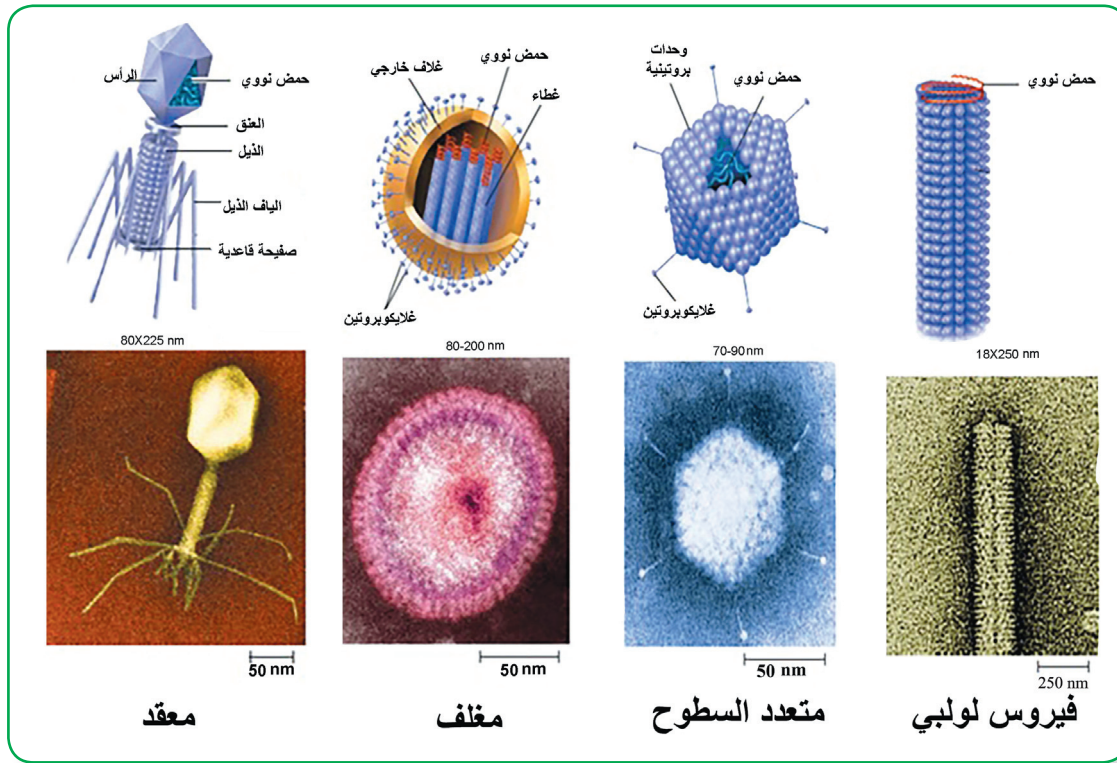 حمض نووي
18X250 nm
250 nm
فيروس لولبي
وحدات
بروتينية
حمض نووي
غلايكوبروتين
70-90nm
50 nm
متعدد السطوح
غلاف خارجي
حمض نووي
غطاء
غلايكوبروتين
80-200 nm
50 nm
مغلف
الرأس
حمض نووي
العنق
الذيل
الياف الذيل
صفيحة قاعدية
80X225 nm
50 nm
معقد